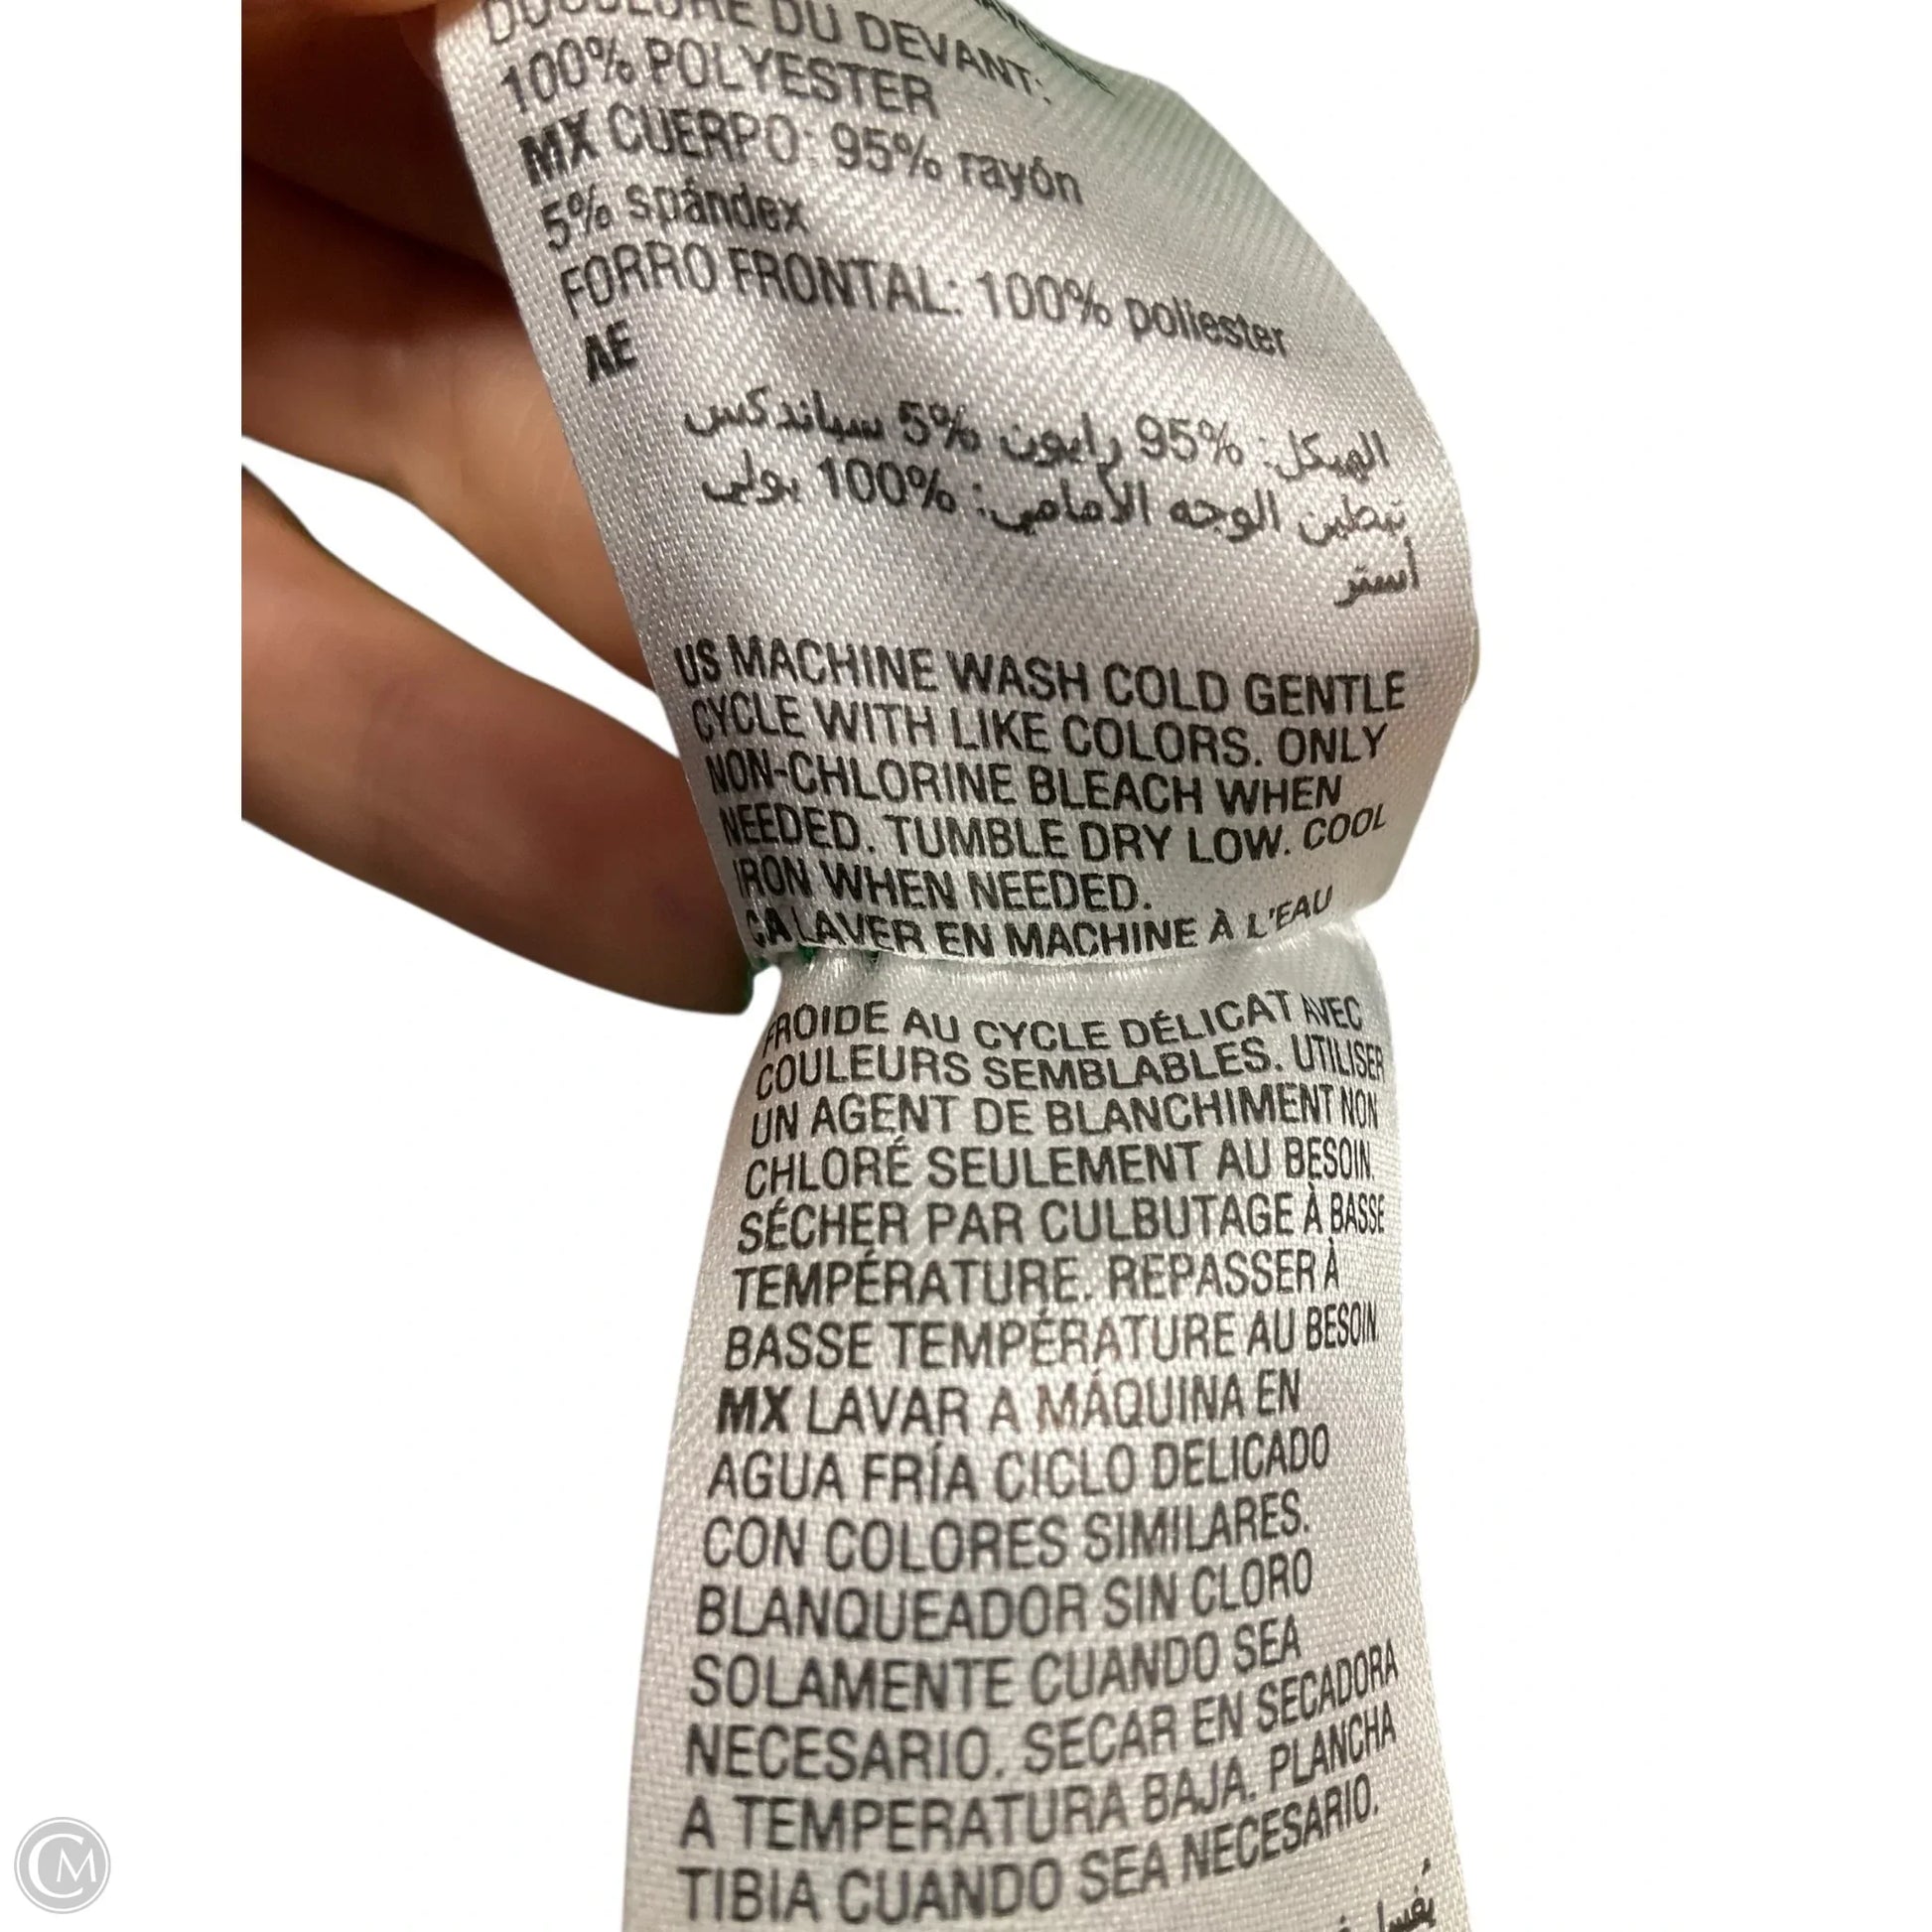 DU DEVANT:
100% POLYESTER
MX CUERPO: 95% rayón
5% spándex
FORRO FRONTAL: 100% poliester
AE
الهيكل: 95% رايون 5% سباندكس
تبطين الوجه الأمامي: 100% بولي
أستر
US MACHINE WASH COLD GENTLE
CYCLE WITH LIKE COLORS. ONLY
NON-CHLORINE BLEACH WHEN
NEEDED. TUMBLE DRY LOW. COOL
IRON WHEN NEEDED.
CA LAVER EN MACHINE À L'EAU
FROIDE AU CYCLE DÉLICAT AVEC
COULEURS SEMBLABLES. UTILISER
UN AGENT DE BLANCHIMENT NON
CHLORÉ SEULEMENT AU BESOIN.
SÉCHER PAR CULBUTAGE À BASSE
TEMPÉRATURE. REPASSER À
BASSE TEMPÉRATURE AU BESOIN
MX LAVAR A MÁQUINA EN
AGUA FRÍA CICLO DELICADO
CON COLORES SIMILARES.
BLANQUEADOR SIN CLORO
SOLAMENTE CUANDO SEA
NECESARIO. SECAR EN SECADORA
A TEMPERATURA BAJA. PLANCHA
TIBIA CUANDO SEA NECESARIO.
CM